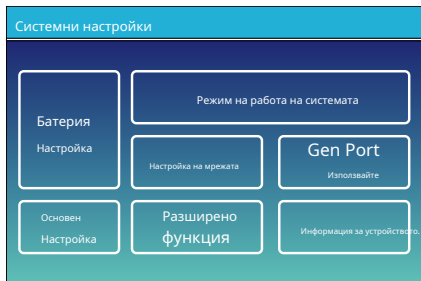 Системни настройки
Батерия
Настройка
Режим на работа на системата
Настройка на мрежата
Gen Port
Използвайте
Основен
Настройка
Разширено
функция
Информация за устройството.